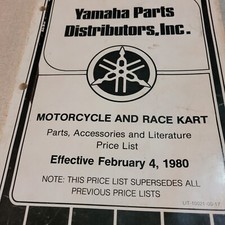 Yamaha Parts
Distributors, Inc.
MOTORCYCLE AND RACE KART
Parts, Accessories and Literature
Price List
Effective February 4, 1980
NOTE: THIS PRICE LIST SUPERSEDES ALL
PREVIOUS PRICE LISTS